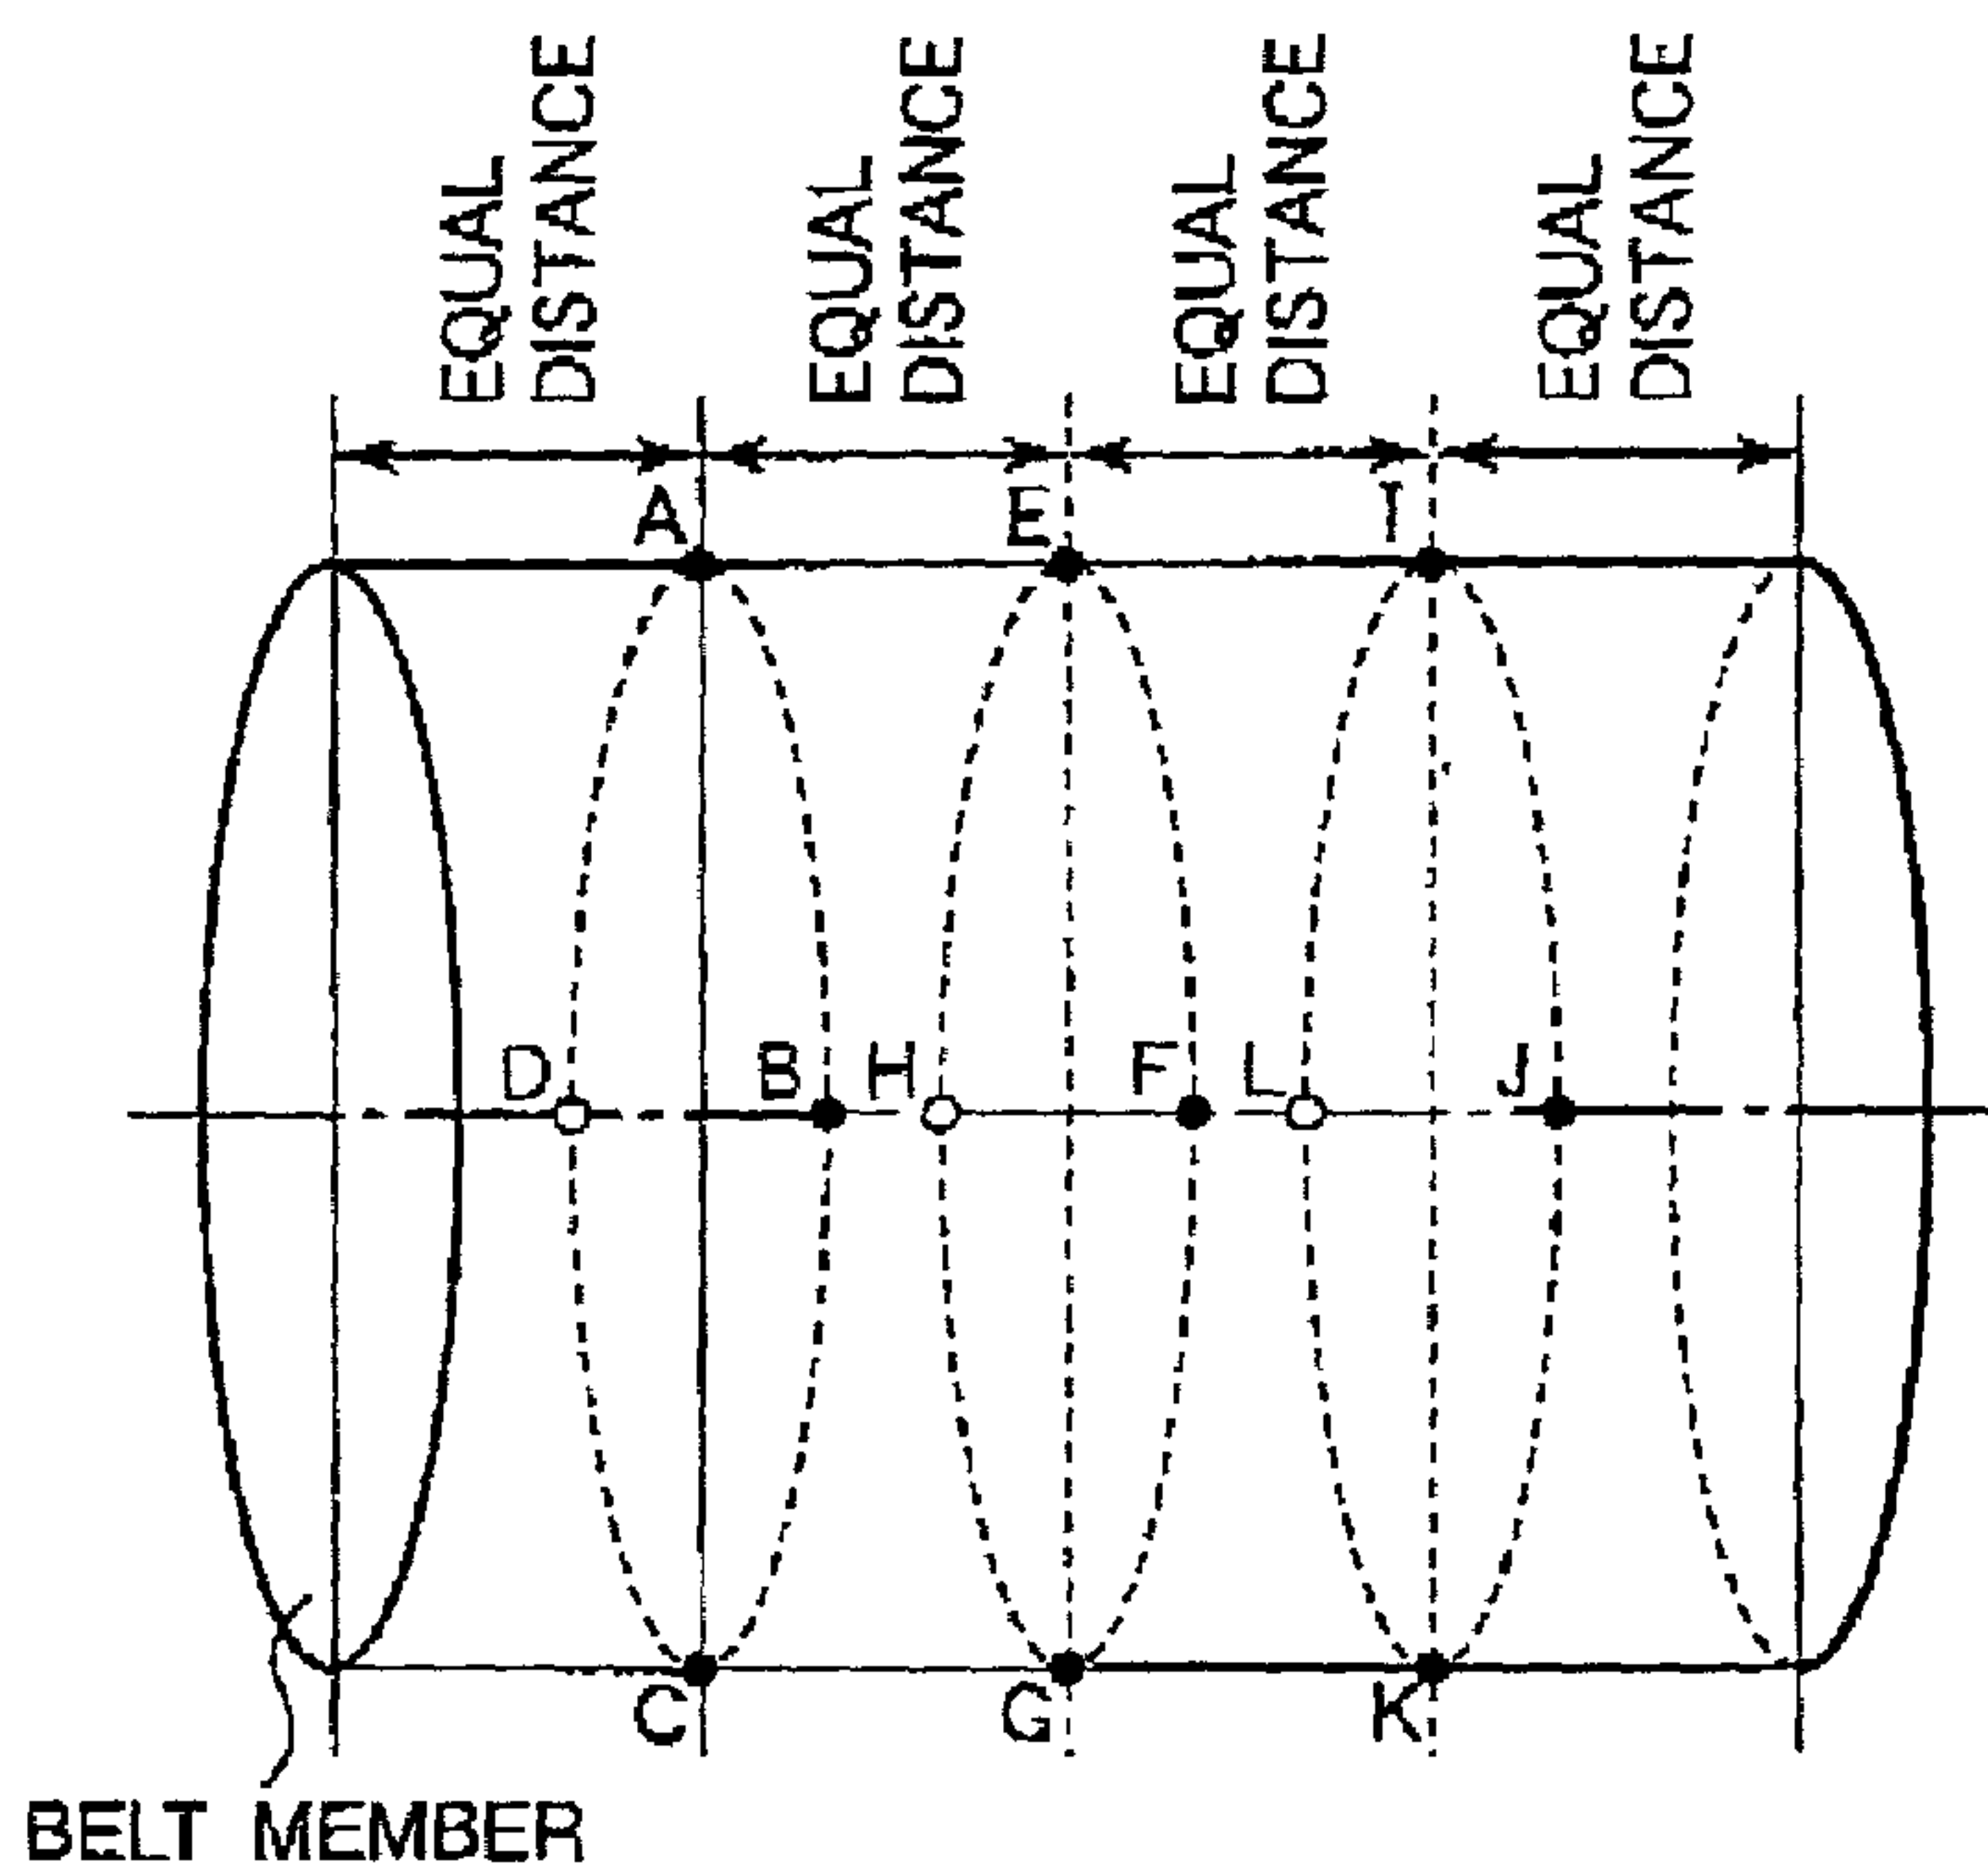 EQUAL
DISTANCE
EQUAL
DISTANCE
EQUAL
DISTANCE
EQUAL
DISTANCE
A E I
D B H F L J
C G K
BELT MEMBER